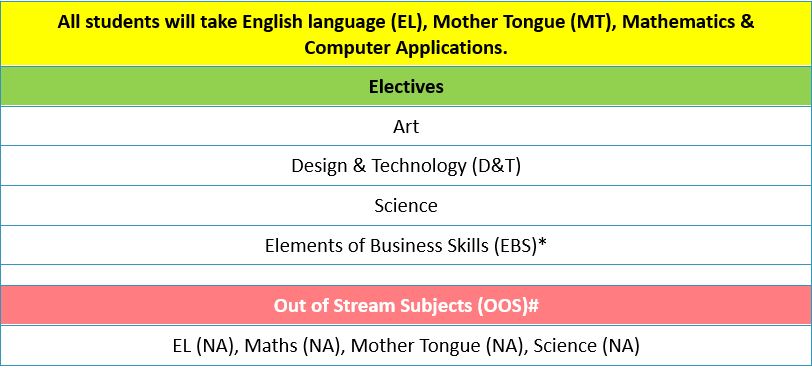 All students will take English language (EL), Mother Tongue (MT), Mathematics &
Computer Applications.
Electives
Art
Design & Technology (D&T)
Science
Elements of Business Skills (EBS)*
Out of Stream Subjects (OOS)#
EL (NA), Maths (NA), Mother Tongue (NA), Science (NA)